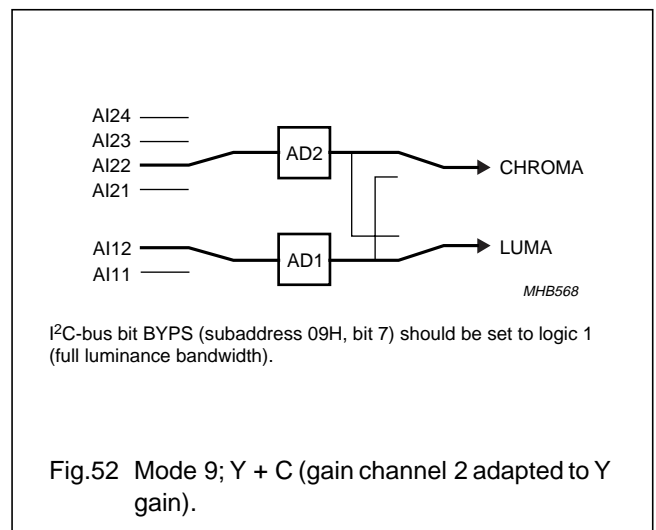 AI24
AI23
AI22
AI21
AD2
CHROMA
AI12
AI11
AD1
LUMA
MHB568
I²C-bus bit BYPS (subaddress 09H, bit 7) should be set to logic 1
(full luminance bandwidth).
Fig.52 Mode 9; Y + C (gain channel 2 adapted to Y
gain).